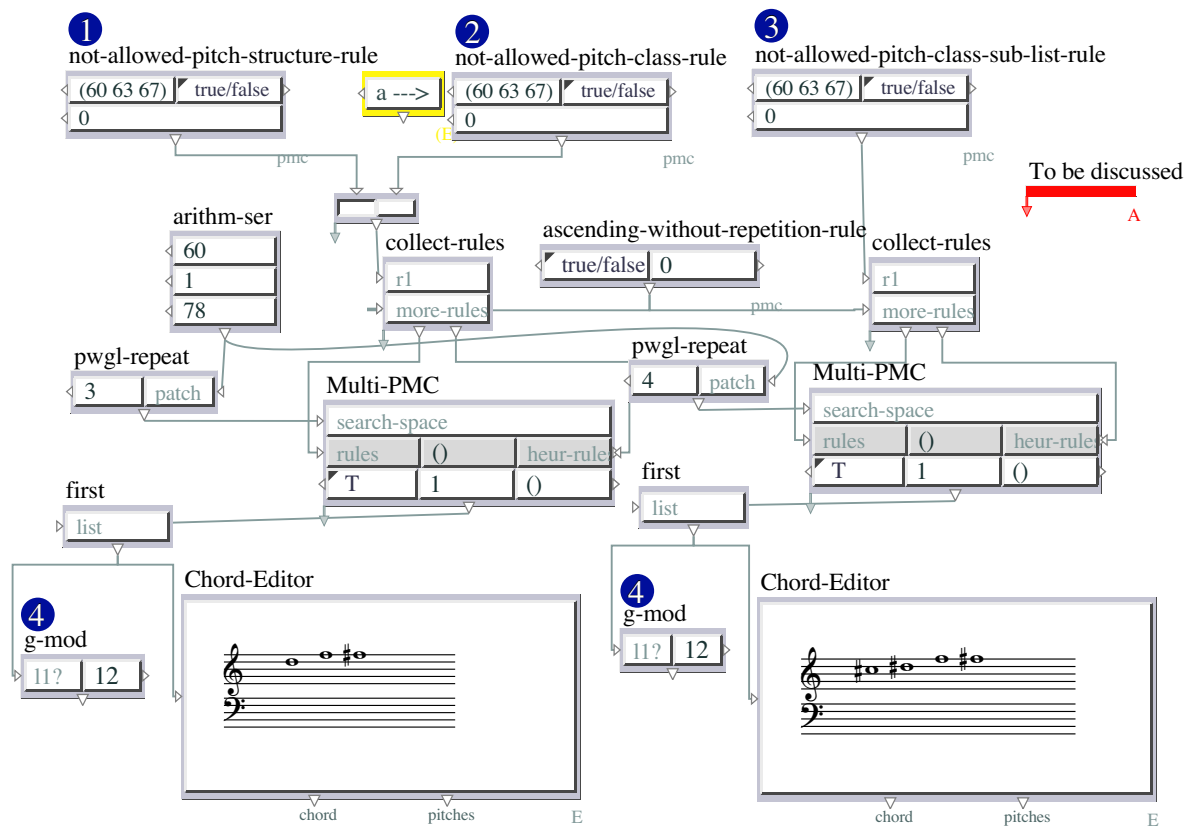 1
2
3
not-allowed-pitch-structure-rule
not-allowed-pitch-class-rule
not-allowed-pitch-class-sub-list-rule
(60 63 67) true/false
0
a --->
(60 63 67) true/false
0
(60 63 67) true/false
0
pmc
pmc
pmc
To be discussed
A
arithm-ser
60
1
78
collect-rules
r1
more-rules
ascending-without-repetition-rule
true/false 0
pmc
collect-rules
r1
more-rules
pwgl-repeat
3 patch
pwgl-repeat
4 patch
Multi-PMC
search-space
rules () heur-rules
T 1 ()
Multi-PMC
search-space
rules () heur-rules
T 1 ()
first
list
first
list
4
g-mod
l1? 12
Chord-Editor
chord pitches E
4
g-mod
l1? 12
Chord-Editor
chord pitches E